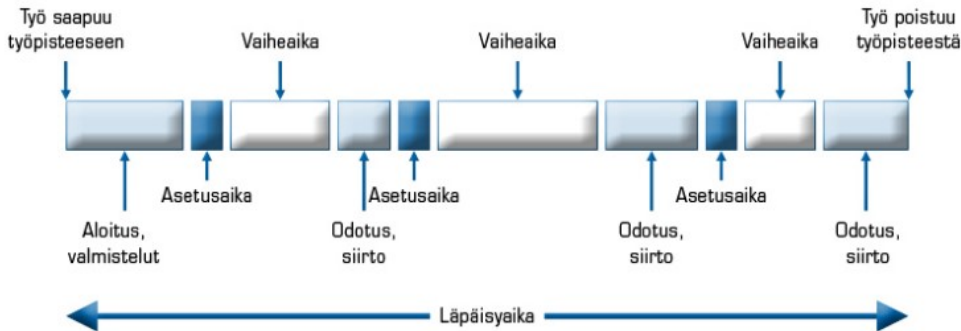 Työ saapuu
työpisteeseen
Vaiheaika
Vaiheaika
Vaiheaika
Työ poistuu
työpisteestä
Asetusaika
Asetusaika
Asetusaika
Aloitus,
valmistelut
Odotus,
siirto
Odotus,
siirto
Odotus,
siirto
Läpäisyaika